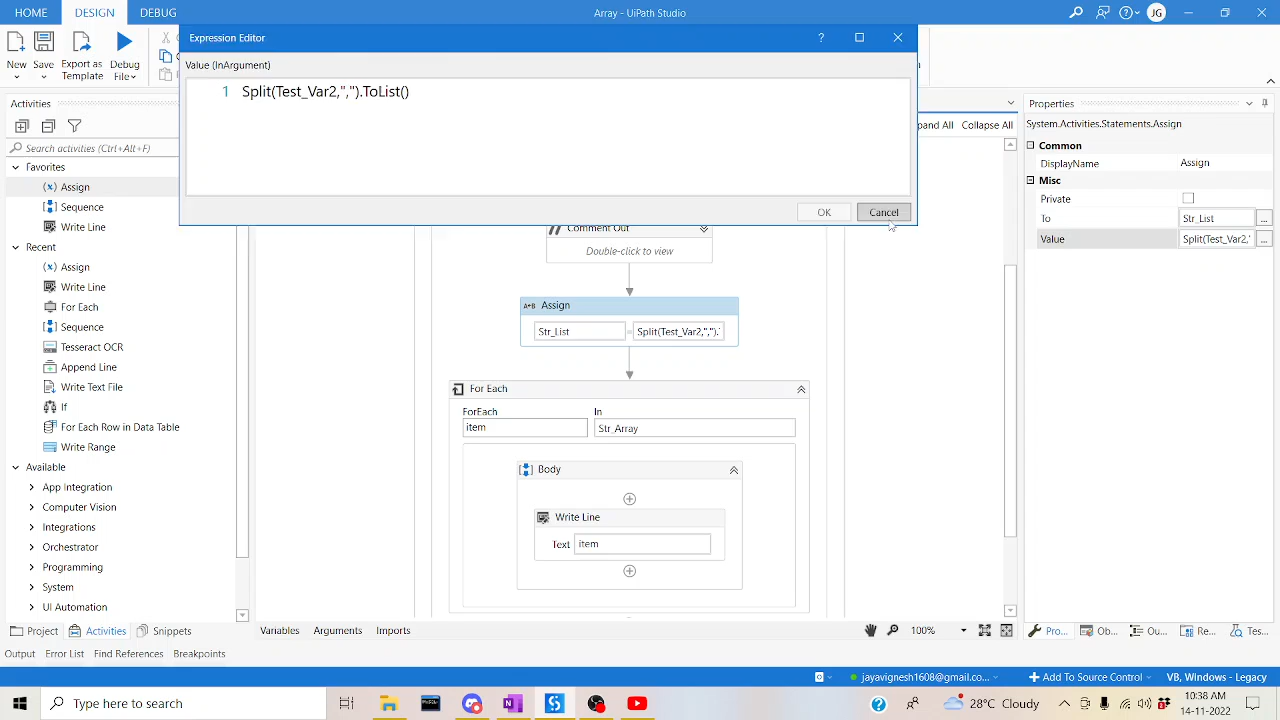 HOME DESIGN DEBUG Array - UiPath Studio JG
New Save Export as Template Debug File
Expression Editor
Value (InArgument)
1 Split(Test_Var2,",").ToList()
OK Cancel
Activities
Search activities (Ctrl+Alt+F)
Favorites
Assign
Sequence
Write Line
Recent
Assign
Write Line
For Each
Sequence
Tesseract OCR
Append Line
Write Text File
If
For Each Row in Data Table
Write Range
Available
App Integration
Computer Vision
Integrations
Orchestrator
Programming
System
UI Automation
pand All Collapse All
Comment Out
Double-click to view
A+B Assign
Str_List = Split(Test_Var2,",").
For Each
ForEach In
item Str_Array
Body
Write Line
Text item
Properties
System.Activities.Statements.Assign
Common
DisplayName Assign
Misc
Private
To Str_List ...
Value Split(Test_Var2,' ...
Project Activities Snippets
Variables Arguments Imports 100%
Pro... Ob... Ou... Re... Tes...
Output Error List Find References Breakpoints
jayavignesh1608@gmail.co... Add To Source Control VB, Windows - Legacy
Type here to search
28°C Cloudy
10:38 AM
14-11-2022